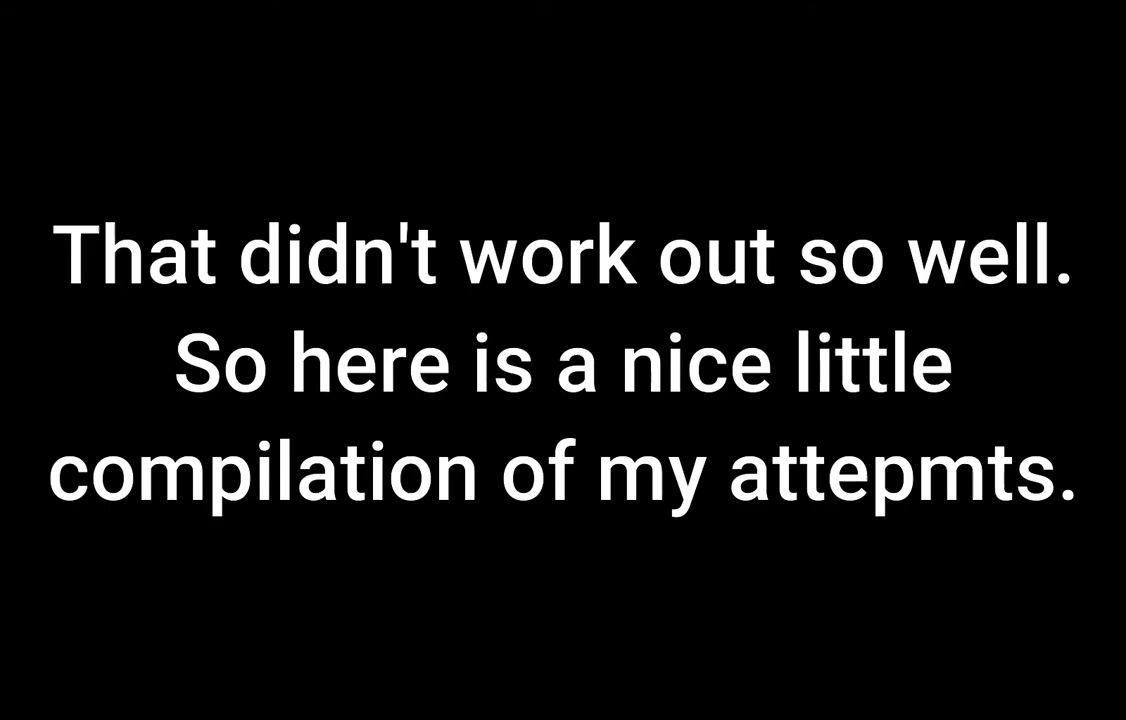 That didn't work out so well.
So here is a nice little
compilation of my attepmts.